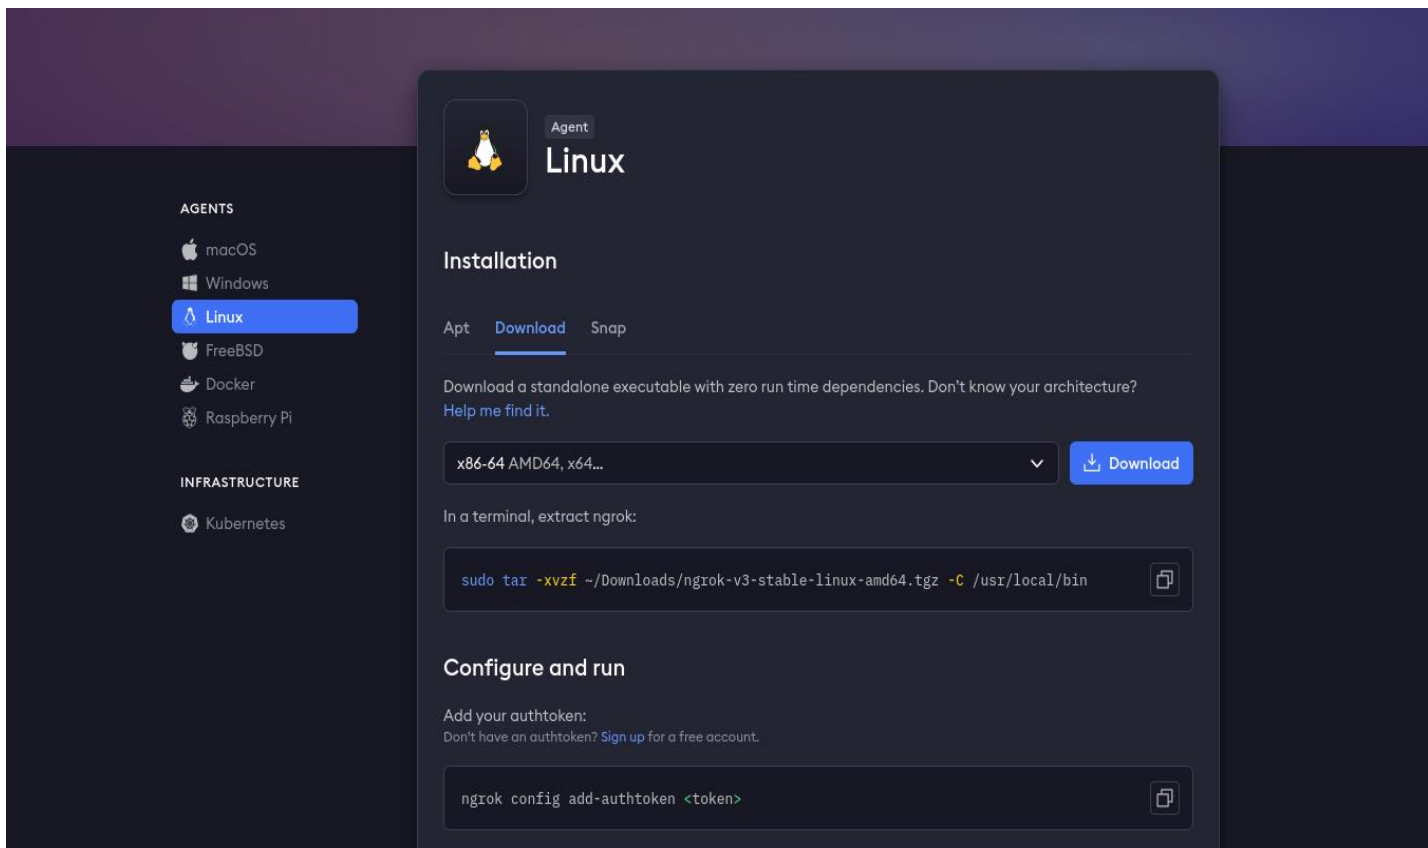 AGENTS
macOS
Windows
Linux
FreeBSD
Docker
Raspberry Pi
INFRASTRUCTURE
Kubernetes
Agent
Linux
Installation
Apt Download Snap
Download a standalone executable with zero run time dependencies. Don't know your architecture?
Help me find it.
x86-64 AMD64, x64...
Download
In a terminal, extract ngrok:
sudo tar -xvzf ~/Downloads/ngrok-v3-stable-linux-amd64.tgz -C /usr/local/bin
Configure and run
Add your authtoken:
Don't have an authtoken? Sign up for a free account.
ngrok config add-authtoken <token>